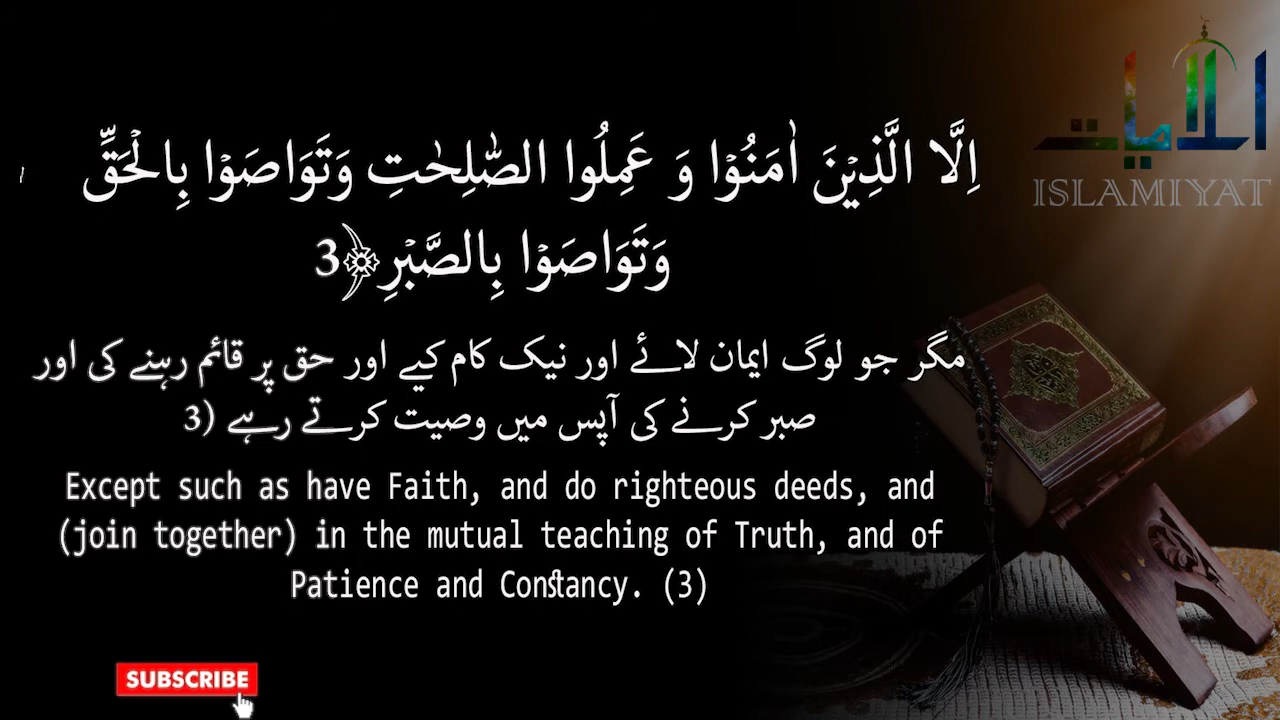 اِلَّا الَّذِيْنَ اٰمَنُوْا وَ عَمِلُوا الصّٰلِحٰتِ وَتَوَاصَوْا بِالْحَقِّ
وَتَوَاصَوْا بِالصَّبْرِ﴿3
مگر جو لوگ ایمان لائے اور نیک کام کیے اور حق پر قائم رہنے کی اور
صبر کرنے کی آپس میں وصیت کرتے رہے (3
Except such as have Faith, and do righteous deeds, and
(join together) in the mutual teaching of Truth, and of
Patience and Constancy. (3)
ISLAMIYAT
SUBSCRIBE